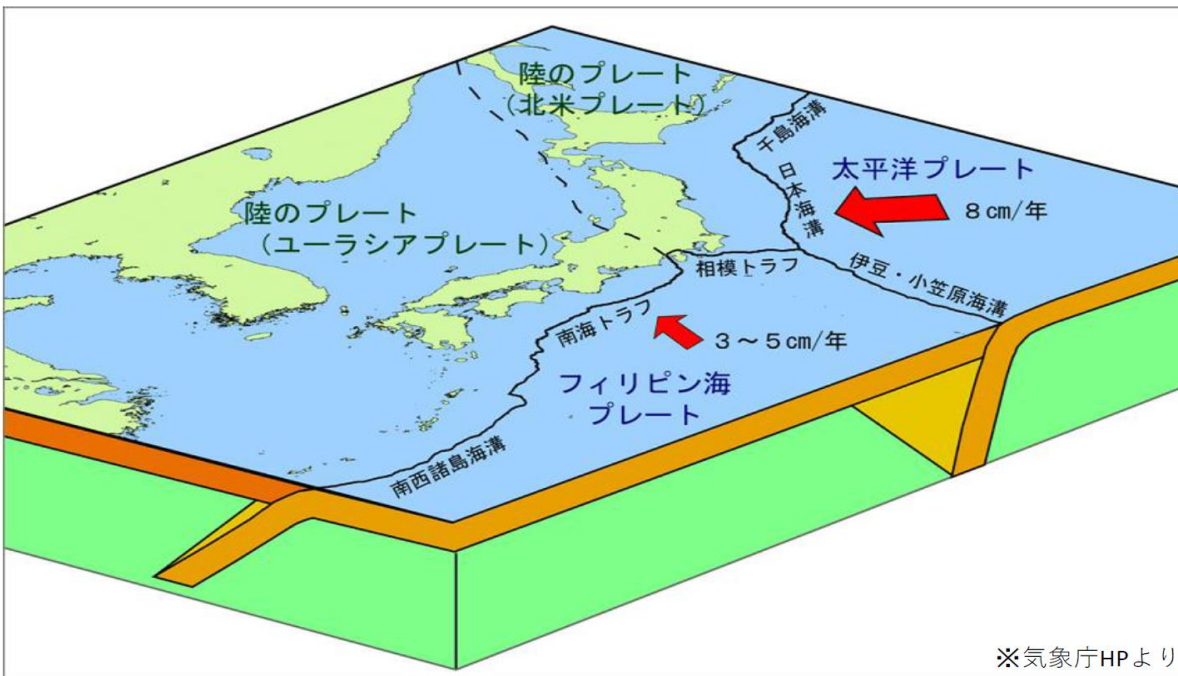 陸のプレート
（北米プレート）
千島海溝
太平洋プレート
日本海溝
8cm/年
陸のプレート
（ユーラシアプレート）
相模トラフ
伊豆・小笠原海溝
南海トラフ
3～5cm/年
フィリピン海
プレート
南西諸島海溝
※気象庁HPより